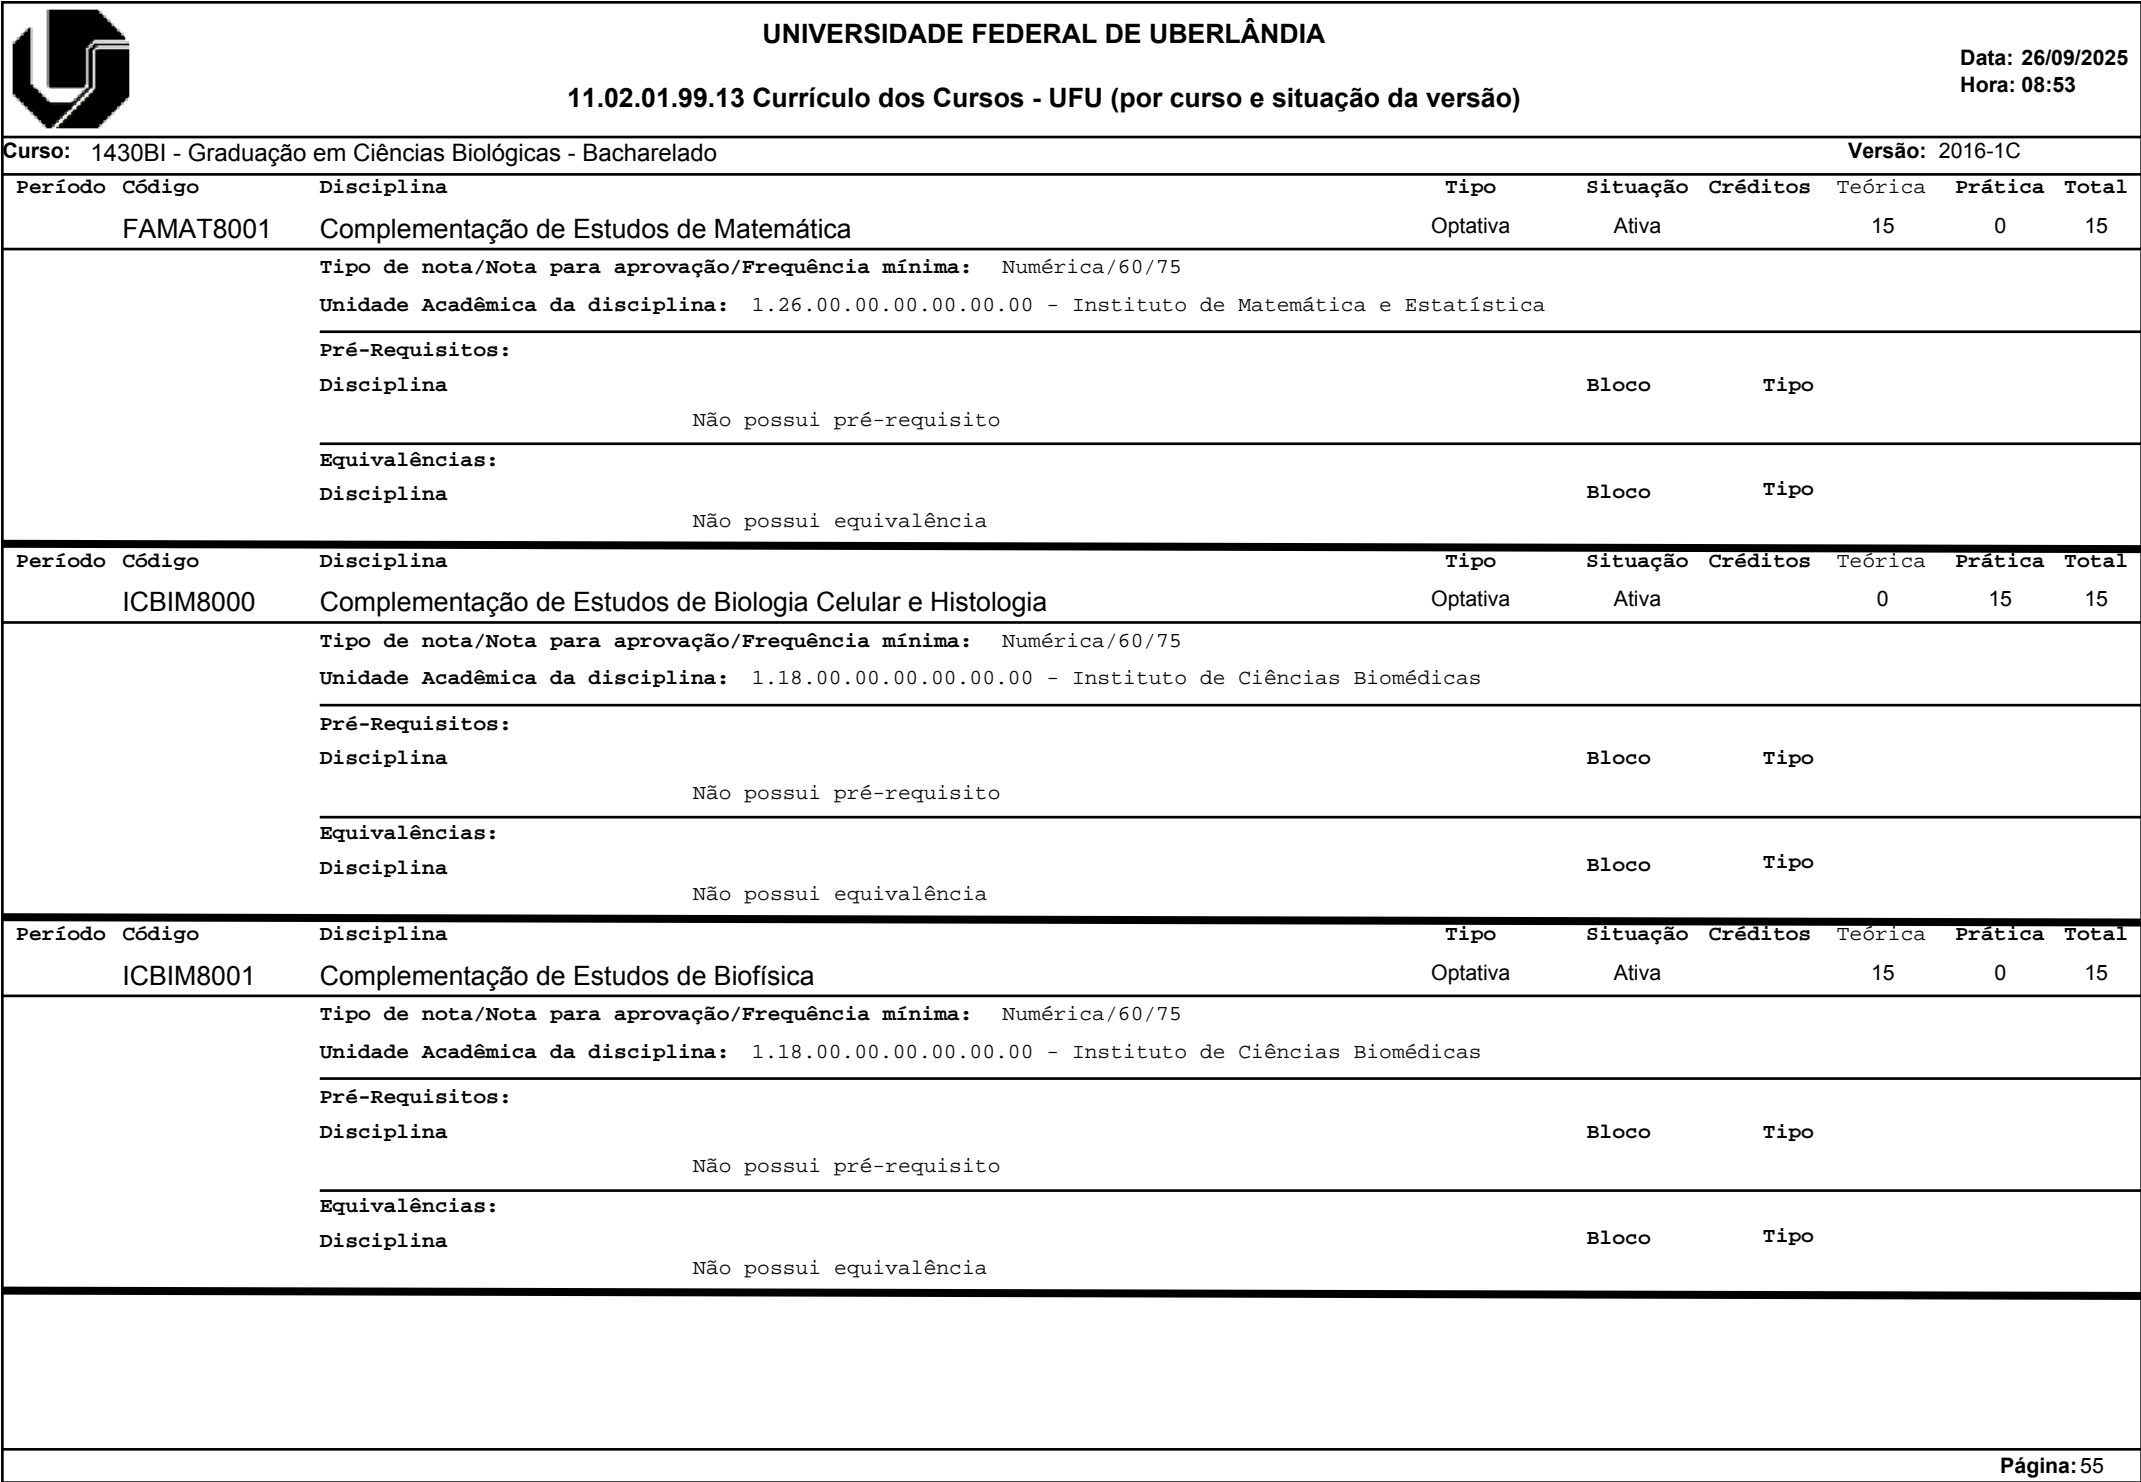 UNIVERSIDADE FEDERAL DE UBERLÂNDIA
Data: 26/09/2025
Hora: 08:53
11.02.01.99.13 Currículo dos Cursos - UFU (por curso e situação da versão)
Curso: 1430BI - Graduação em Ciências Biológicas - Bacharelado Versão: 2016-1C
Período Código Disciplina Tipo Situação Créditos Teórica Prática Total
FAMAT8001 Complementação de Estudos de Matemática Optativa Ativa 15 0 15
Tipo de nota/Nota para aprovação/Frequência mínima: Numérica/60/75
Unidade Acadêmica da disciplina: 1.26.00.00.00.00.00.00 - Instituto de Matemática e Estatística
Pré-Requisitos:
Disciplina Bloco Tipo
Não possui pré-requisito
Equivalências:
Disciplina Bloco Tipo
Não possui equivalência
Período Código Disciplina Tipo Situação Créditos Teórica Prática Total
ICBIM8000 Complementação de Estudos de Biologia Celular e Histologia Optativa Ativa 0 15 15
Tipo de nota/Nota para aprovação/Frequência mínima: Numérica/60/75
Unidade Acadêmica da disciplina: 1.18.00.00.00.00.00.00 - Instituto de Ciências Biomédicas
Pré-Requisitos:
Disciplina Bloco Tipo
Não possui pré-requisito
Equivalências:
Disciplina Bloco Tipo
Não possui equivalência
Período Código Disciplina Tipo Situação Créditos Teórica Prática Total
ICBIM8001 Complementação de Estudos de Biofísica Optativa Ativa 15 0 15
Tipo de nota/Nota para aprovação/Frequência mínima: Numérica/60/75
Unidade Acadêmica da disciplina: 1.18.00.00.00.00.00.00 - Instituto de Ciências Biomédicas
Pré-Requisitos:
Disciplina Bloco Tipo
Não possui pré-requisito
Equivalências:
Disciplina Bloco Tipo
Não possui equivalência
Página: 55